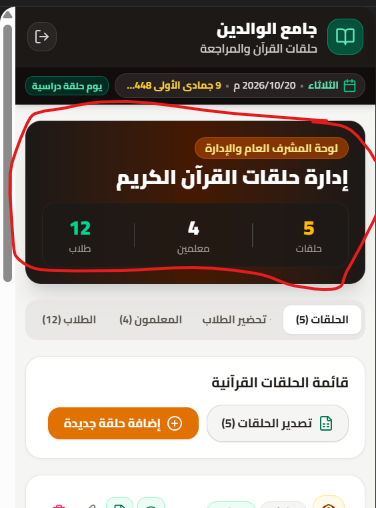 جامع الوالدين
حلقات القرآن والمراجعة
الثلاثاء • 2026/10/20 م • 9 جمادى الأولى 448...
يوم حلقة دراسية
لوحة المشرف العام والإدارة
إدارة حلقات القرآن الكريم
5 4 12
حلقات معلمين طلاب
الحلقات (5) تحضير الطلاب المعلمون (4) الطلاب (12)
قائمة الحلقات القرآنية
تصدير الحلقات (5) إضافة حلقة جديدة